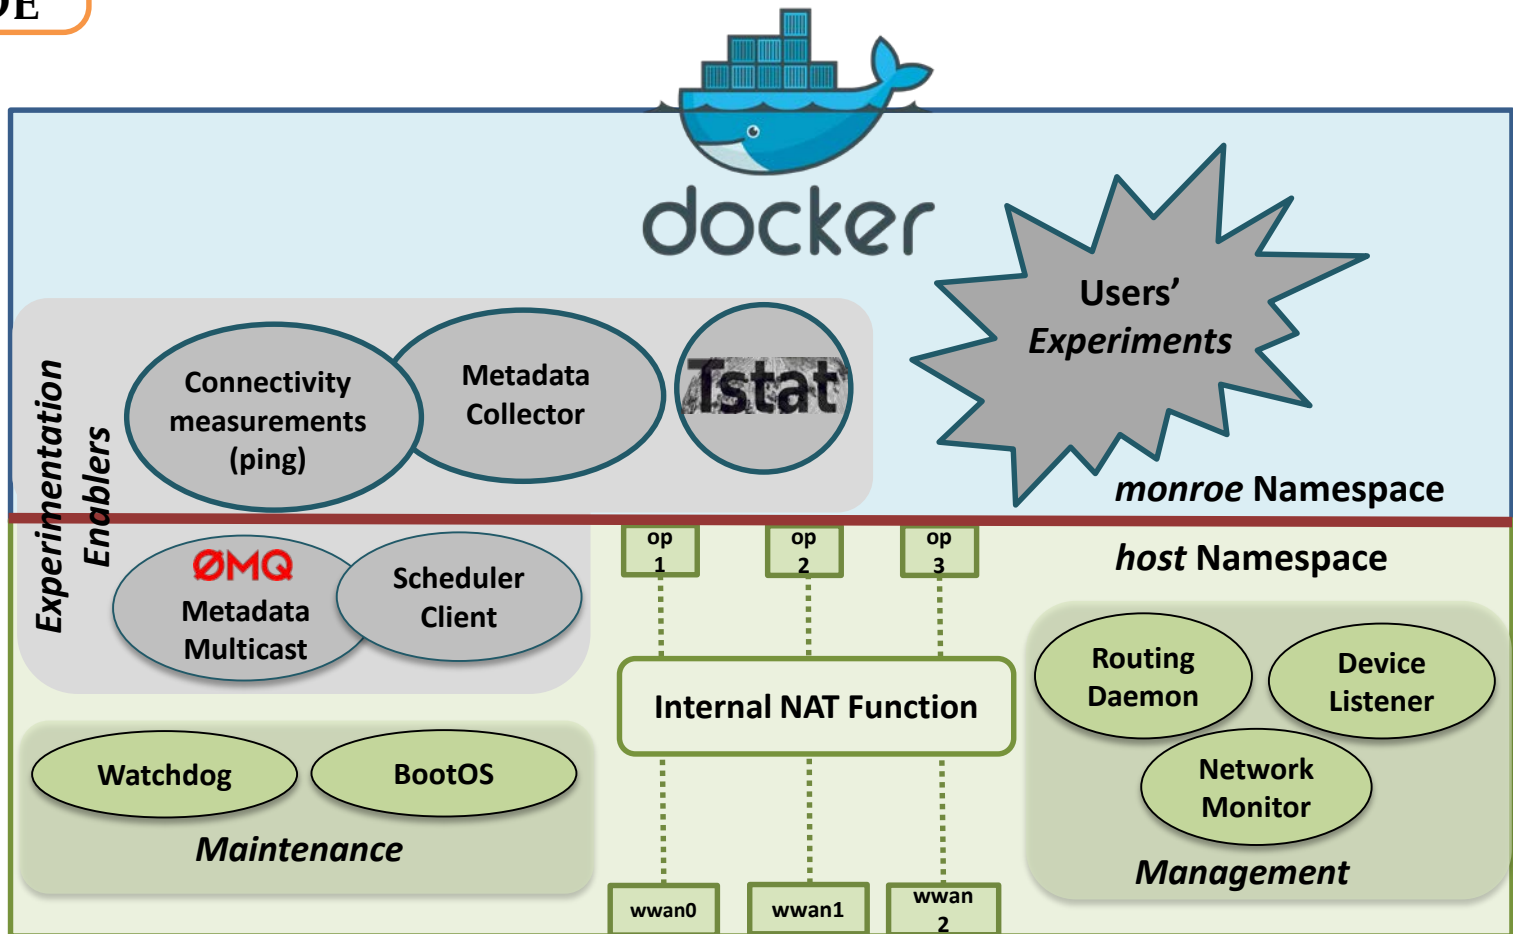 DE
docker
Users’
Experiments
Experimentation
Enablers
Connectivity
measurements
(ping)
Metadata
Collector
Tstat
monroe Namespace
host Namespace
ØMQ
Metadada
Multicast
Scheduler
Client
op
1
op
2
op
3
Internal NAT Function
Routing
Daemon
Device
Listener
Network
Monitor
Management
Watchdog
BootOS
Maintenance
wwan0
wwan1
wwan
2